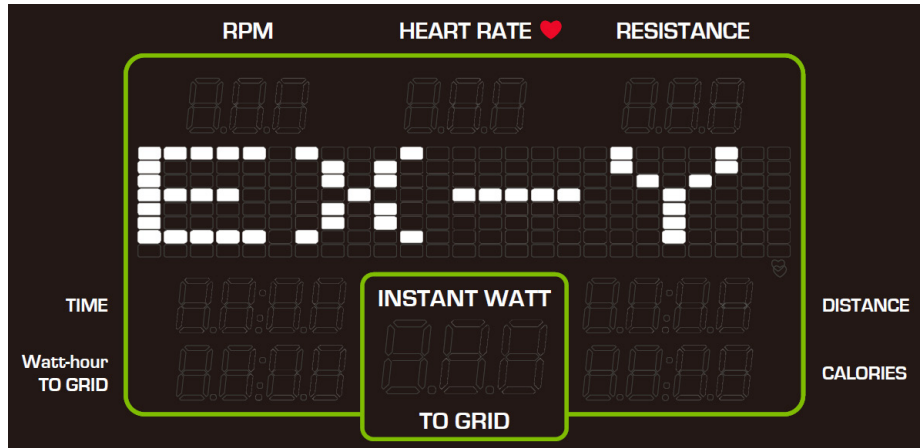 RPM HEART RATE RESISTANCE
EX-Y
TIME INSTANT WATT DISTANCE
Watt-hour
TO GRID CALORIES
TO GRID